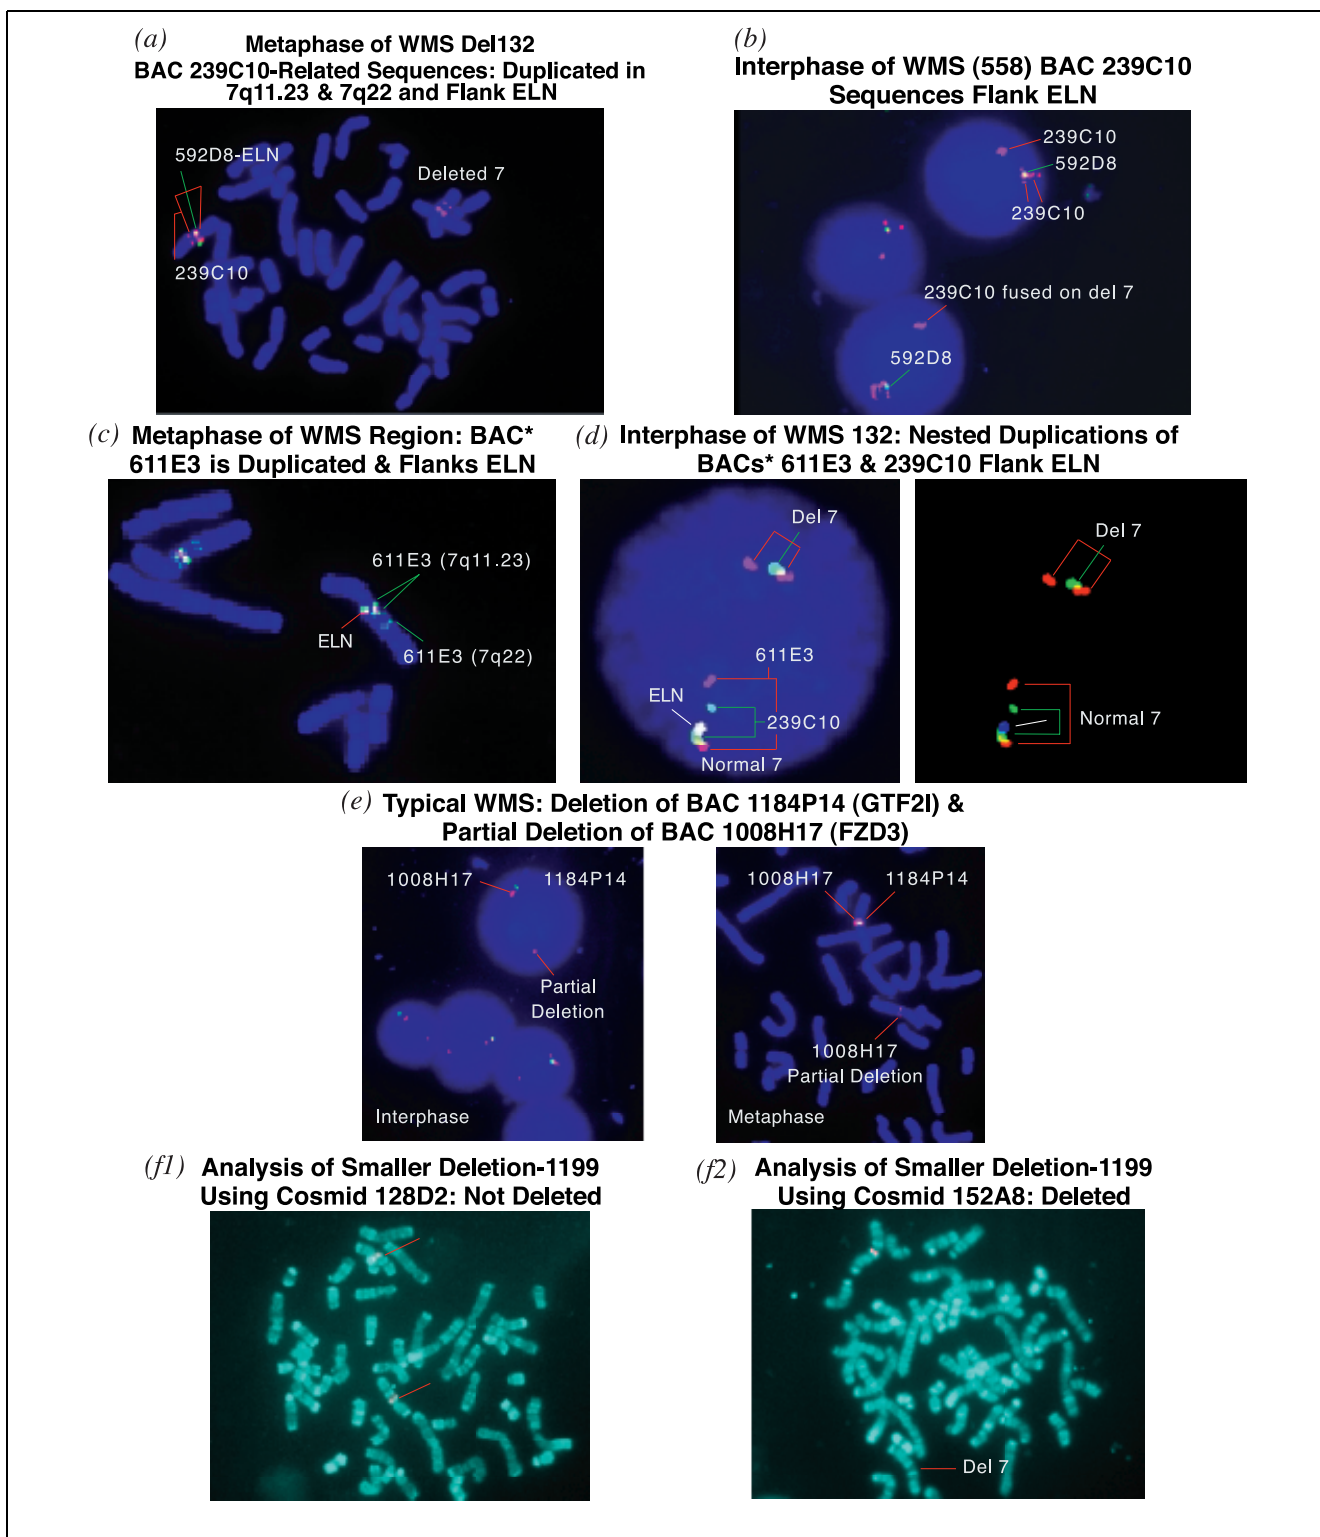 (a) Metaphase of WMS Del132
BAC 239C10-Related Sequences: Duplicated in
7q11.23 & 7q22 and Flank ELN
592D8-ELN
Deleted 7
239C10
(b)
Interphase of WMS (558) BAC 239C10
Sequences Flank ELN
239C10
592D8
239C10
239C10 fused on del 7
592D8
(c) Metaphase of WMS Region: BAC*
611E3 is Duplicated & Flanks ELN
611E3 (7q11.23)
ELN
611E3 (7q22)
(d) Interphase of WMS 132: Nested Duplications of
BACs* 611E3 & 239C10 Flank ELN
Del 7
611E3
ELN
239C10
Normal 7
Del 7
Normal 7
(e) Typical WMS: Deletion of BAC 1184P14 (GTF2I) &
Partial Deletion of BAC 1008H17 (FZD3)
1008H17 1184P14
Partial
Deletion
Interphase
1008H17 1184P14
1008H17
Partial Deletion
Metaphase
(f1) Analysis of Smaller Deletion-1199
Using Cosmid 128D2: Not Deleted
(f2) Analysis of Smaller Deletion-1199
Using Cosmid 152A8: Deleted
Del 7